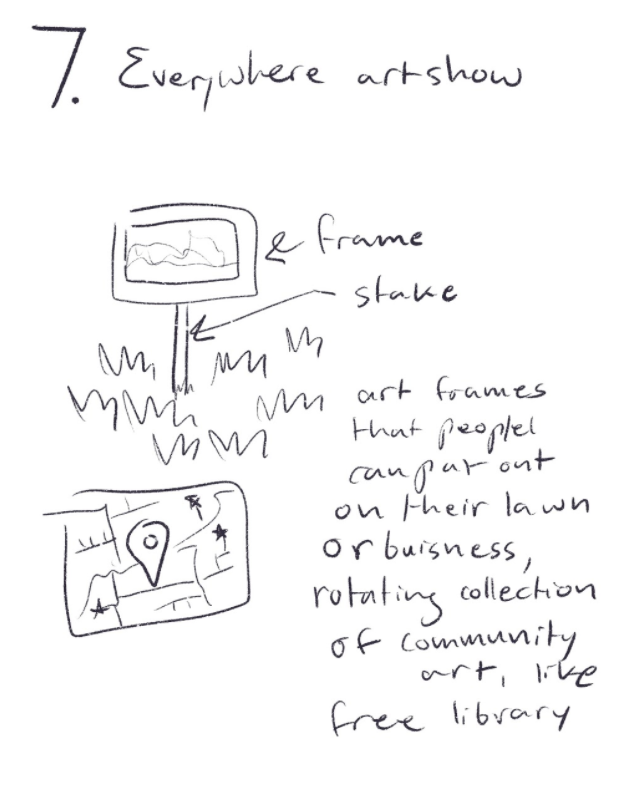 7. Everywhere artshow
frame
stake
art frames
that peoplel
can put out
on their lawn
or buisness,
rotating collection
of community
art, like
free library